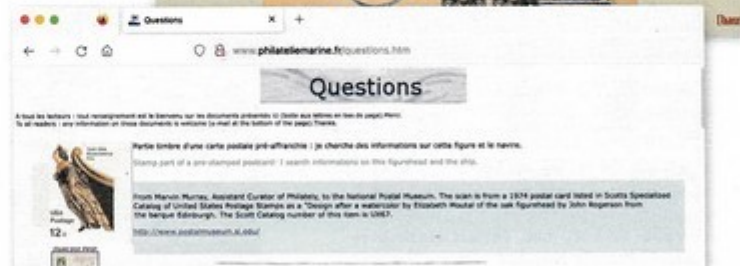 Questions
www.philateliemarine.fr/questions.htm
Questions
A tous les lecteurs : tout renseignement est le bienvenu sur les documents présentés ici (boite aux lettres en bas de page) Merci.
To all readers : any information on these documents is welcome (e-mail at the bottom of the page) Thanks.
Partie timbre d'une carte postale pré-affranchie : je cherche des informations sur cette figure et le navire.
Stamp part of a pre-stamped postcard: I search informations on this figurehead and the ship.
USA
Postage
12c
From Marvin Murray, Assistant Curator of Philately, to the National Postal Museum. The scan is from a 1974 postal card listed in Scotts Specialized
Catalog of United States Postage Stamps as a "Design after a watercolor by Elizabeth Moutal of the oak figurehead by John Rogerson from
the barque Edinburgh. The Scott Catalog number of this item is UX67.
http://www.postalmuseum.si.edu/